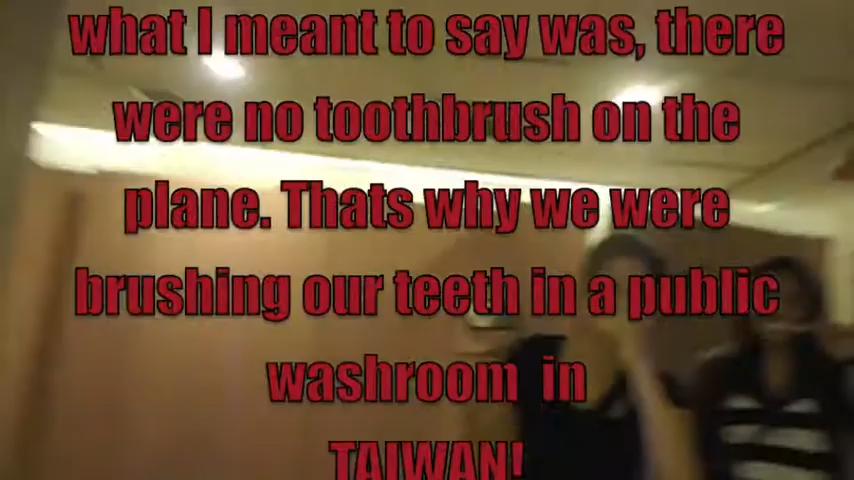 what I meant to say was, there
were no toothbrush on the
plane. Thats why we were
brushing our teeth in a public
washroom in
TAIWAN!